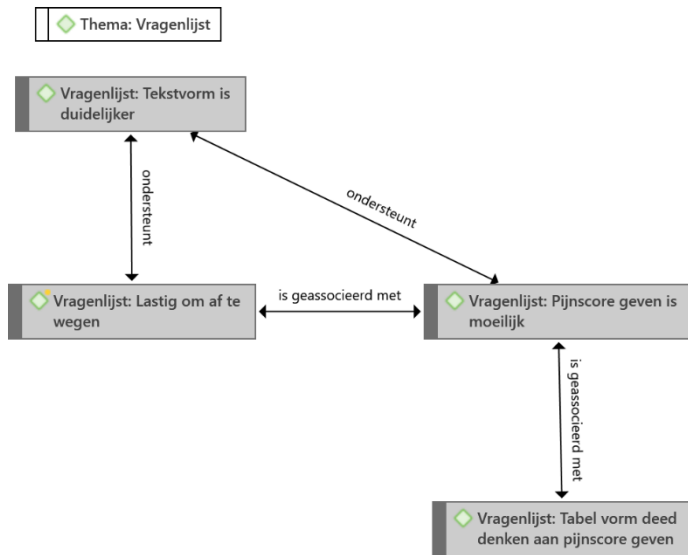 Thema: Vragenlijst
Vragenlijst: Tekstvorm is
duidelijker
ondersteunt
ondersteunt
Vragenlijst: Lastig om af te
wegen
is geassocieerd met
Vragenlijst: Pijnscore geven is
moeilijk
is geassocieerd met
Vragenlijst: Tabel vorm deed
denken aan pijnscore geven